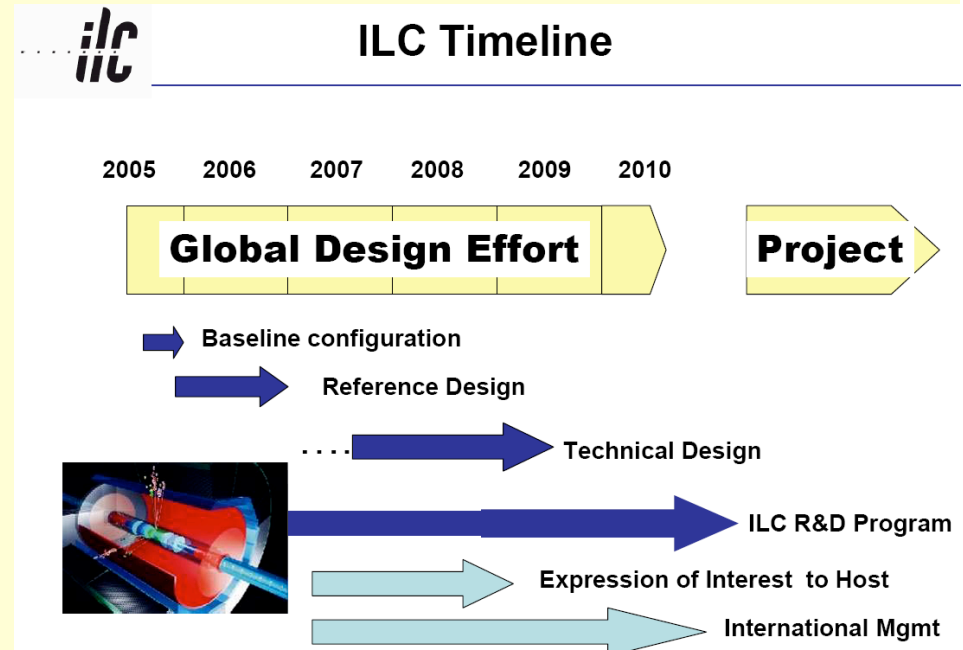 ilc
ILC Timeline
2005 2006 2007 2008 2009 2010
Global Design Effort
Project
Baseline configuration
Reference Design
Technical Design
ILC R&D Program
Expression of Interest to Host
International Mgmt